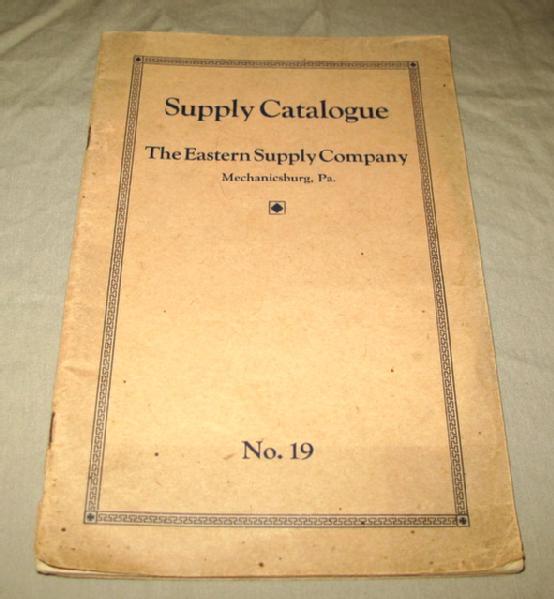 Supply Catalogue
The Eastern Supply Company
Mechanicsburg, Pa.
No. 19